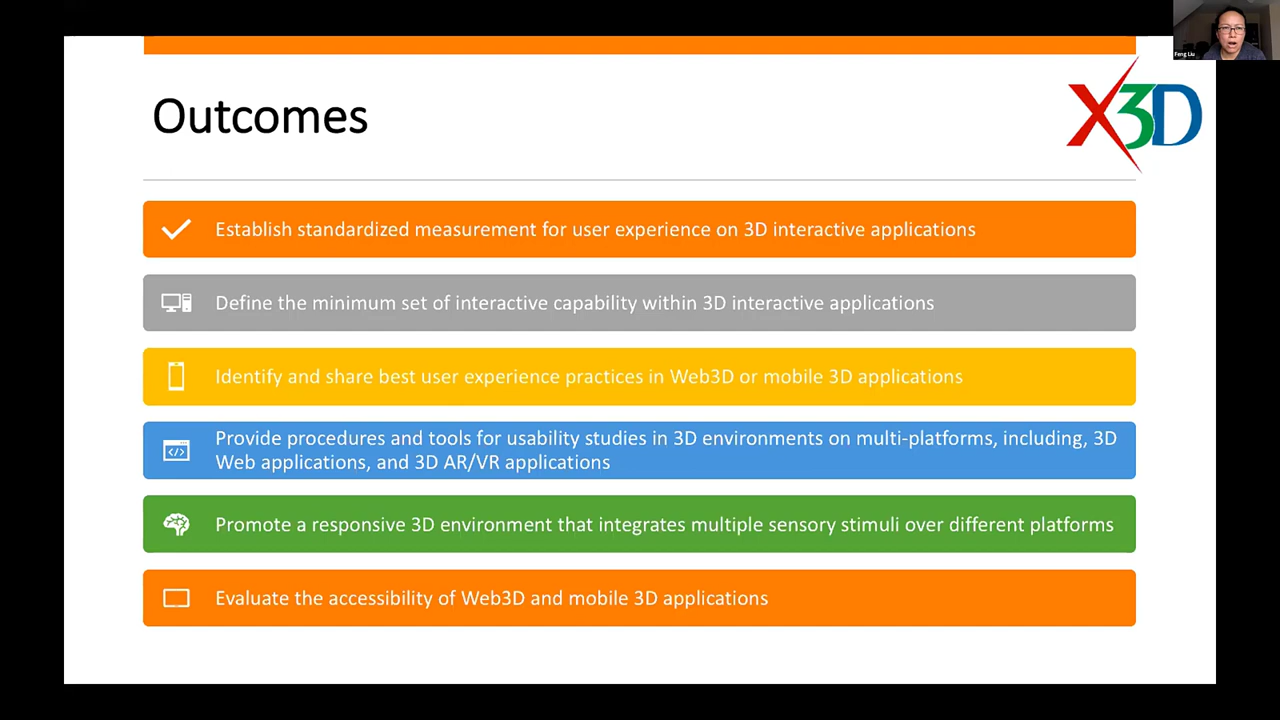 Feng Liu
X3D
Outcomes
Establish standardized measurement for user experience on 3D interactive applications
Define the minimum set of interactive capability within 3D interactive applications
Identify and share best user experience practices in Web3D or mobile 3D applications
Provide procedures and tools for usability studies in 3D environments on multi-platforms, including, 3D
Web applications, and 3D AR/VR applications
Promote a responsive 3D environment that integrates multiple sensory stimuli over different platforms
Evaluate the accessibility of Web3D and mobile 3D applications